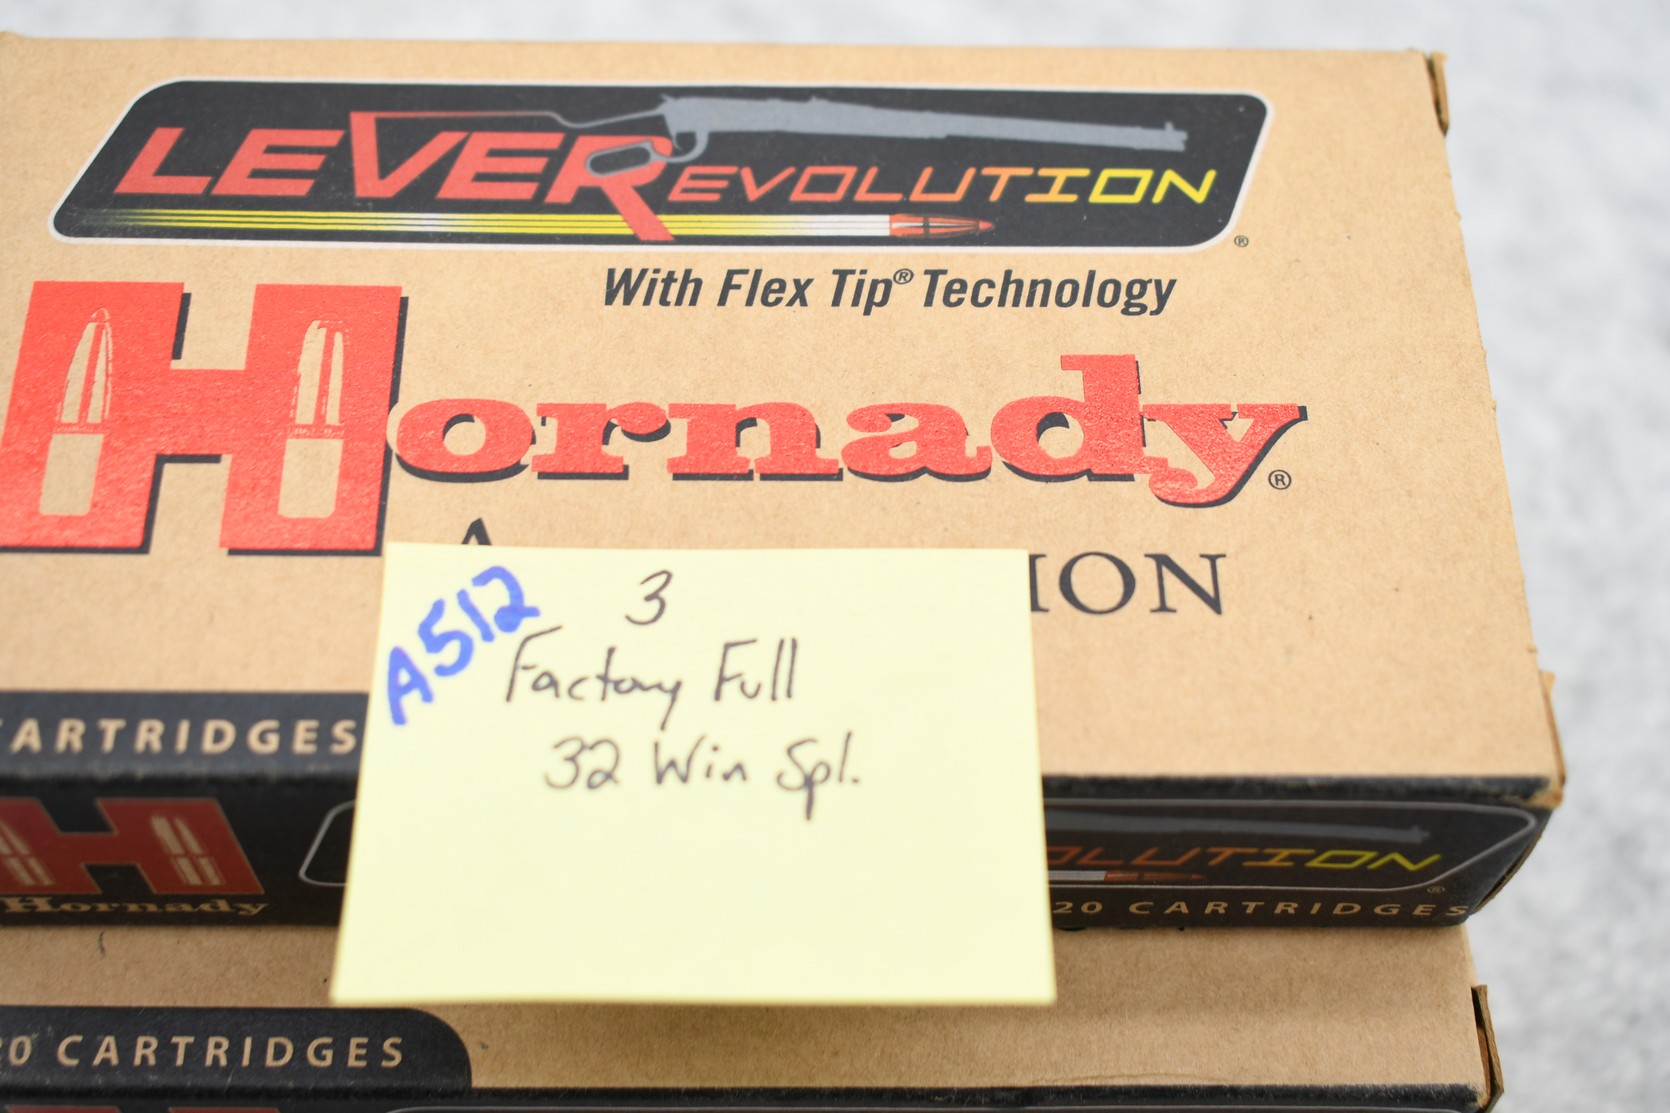 LEVEREVOLUTION ®
With Flex Tip® Technology
Hornady ®
A ION
A512
3
Factory Full
32 Win Spl.
CARTRIDGES
Hornady
OLUTION ®
20 CARTRIDGES
20 CARTRIDGES